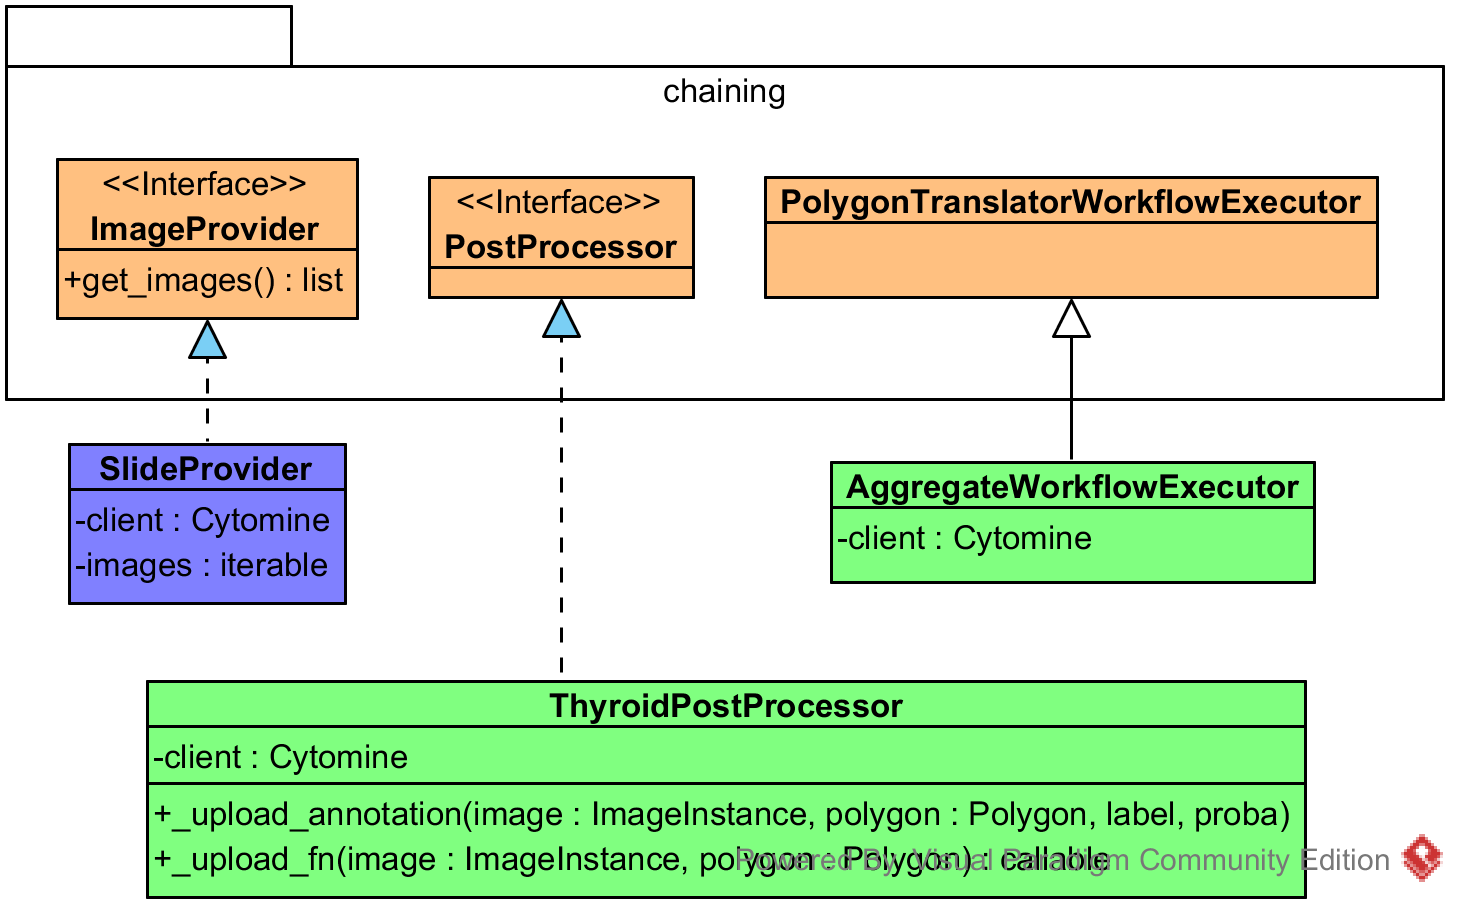 chaining
<<Interface>>
ImageProvider
+get_images() : list
<<Interface>>
PostProcessor
PolygonTranslatorWorkflowExecutor
SlideProvider
-client : Cytomine
-images : iterable
AggregateWorkflowExecutor
-client : Cytomine
ThyroidPostProcessor
-client : Cytomine
+_upload_annotation(image : ImageInstance, polygon : Polygon, label, proba)
+_upload_fn(image : ImageInstance, polygon : Polygon) : callable
Powered By Visual Paradigm Community Edition